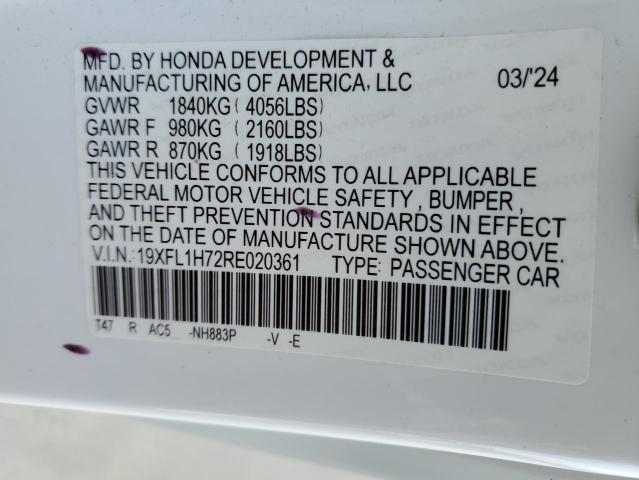 MFD. BY HONDA DEVELOPMENT &
MANUFACTURING OF AMERICA, LLC 03/'24
GVWR 1840KG (4056LBS)
GAWR F 980KG (2160LBS)
GAWR R 870KG (1918LBS)
THIS VEHICLE CONFORMS TO ALL APPLICABLE
FEDERAL MOTOR VEHICLE SAFETY, BUMPER,
AND THEFT PREVENTION STANDARDS IN EFFECT
ON THE DATE OF MANUFACTURE SHOWN ABOVE.
V.I.N.:19XFL1H72RE020361 TYPE: PASSENGER CAR
T47 R AC5_ -NH883P -V -E